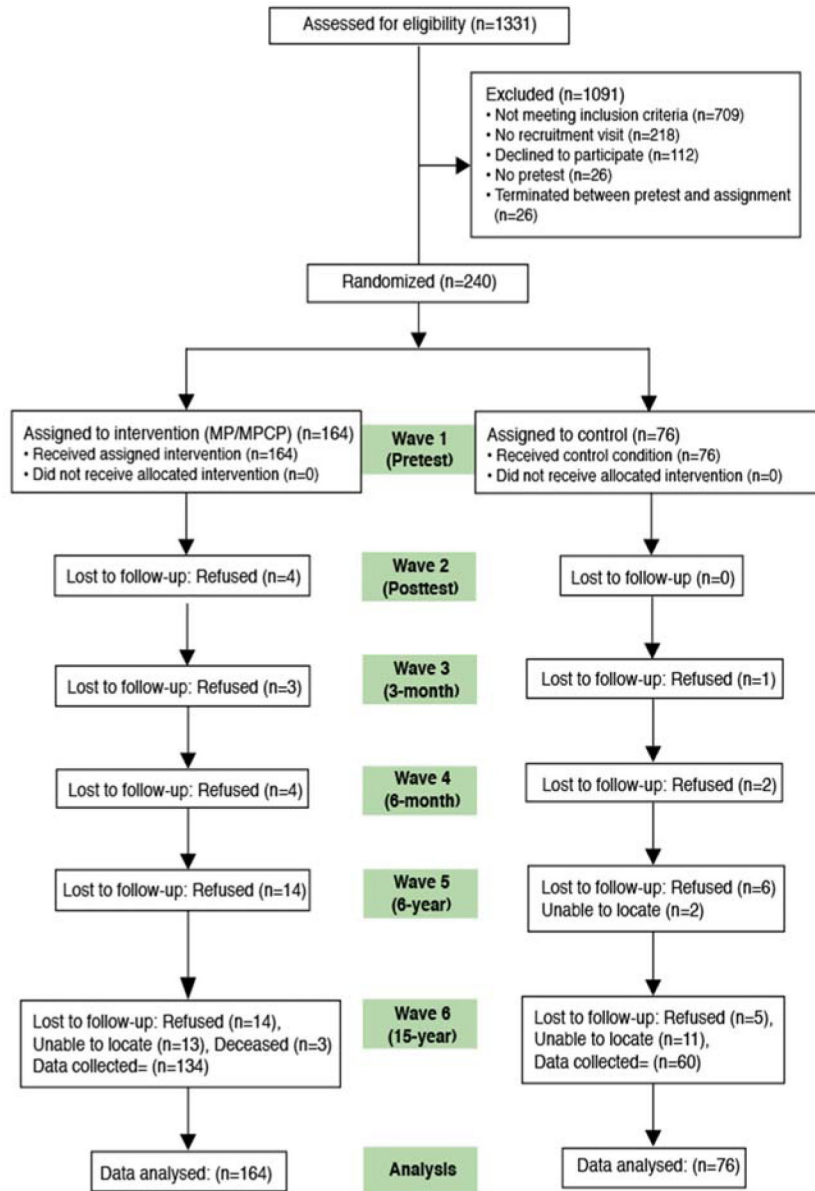 Assessed for eligibility (n=1331)
Excluded (n=1091)
• Not meeting inclusion criteria (n=709)
• No recruitment visit (n=218)
• Declined to participate (n=112)
• No pretest (n=26)
• Terminated between pretest and assignment
(n=26)
Randomized (n=240)
Assigned to intervention (MP/MPCP) (n=164)
• Received assigned intervention (n=164)
• Did not receive allocated intervention (n=0)
Wave 1
(Pretest)
Assigned to control (n=76)
• Received control condition (n=76)
• Did not receive allocated intervention (n=0)
Lost to follow-up: Refused (n=4)
Wave 2
(Posttest)
Lost to follow-up (n=0)
Lost to follow-up: Refused (n=3)
Wave 3
(3-month)
Lost to follow-up: Refused (n=1)
Lost to follow-up: Refused (n=4)
Wave 4
(6-month)
Lost to follow-up: Refused (n=2)
Lost to follow-up: Refused (n=14)
Wave 5
(6-year)
Lost to follow-up: Refused (n=6)
Unable to locate (n=2)
Lost to follow-up: Refused (n=14),
Unable to locate (n=13), Deceased (n=3)
Data collected= (n=134)
Wave 6
(15-year)
Lost to follow-up: Refused (n=5),
Unable to locate (n=11),
Data collected= (n=60)
Data analysed: (n=164)
Analysis
Data analysed: (n=76)